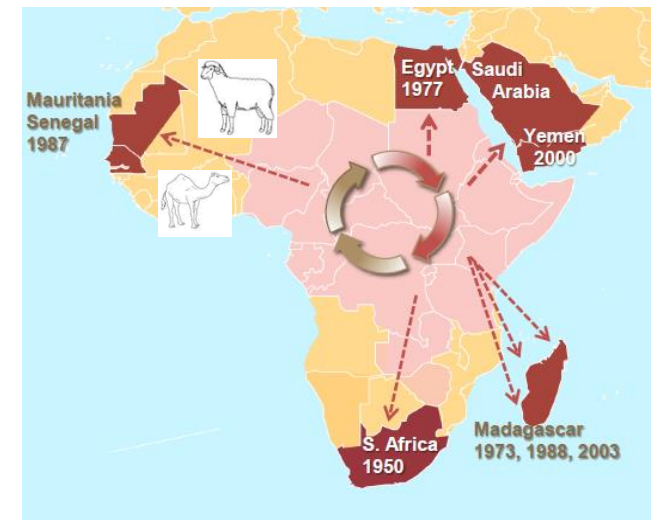 Mauritania
Senegal
1987
Egypt
1977
Saudi
Arabia
Yemen
2000
S. Africa
1950
Madagascar
1973, 1988, 2003